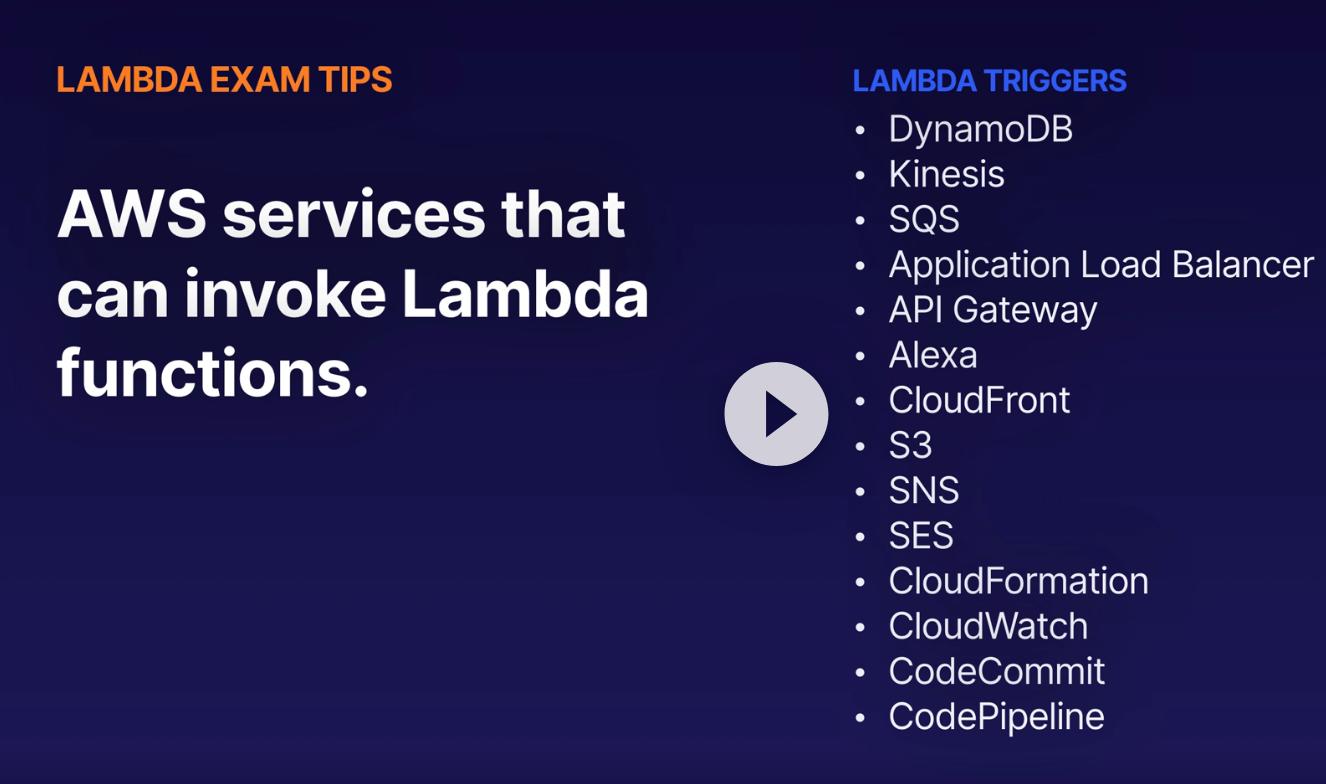 LAMBDA EXAM TIPS
AWS services that
can invoke Lambda
functions.
LAMBDA TRIGGERS
• DynamoDB
• Kinesis
• SQS
• Application Load Balancer
• API Gateway
• Alexa
• CloudFront
• S3
• SNS
• SES
• CloudFormation
• CloudWatch
• CodeCommit
• CodePipeline